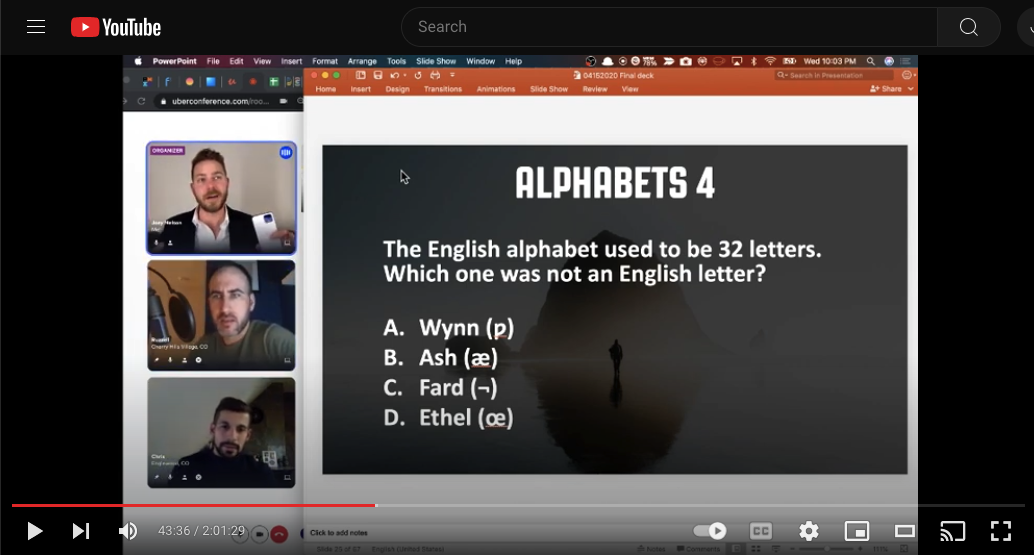 YouTube
Search
PowerPoint File Edit View Insert Format Arrange Tools Slide Show Window Help
Wed 10:03 PM
04152020 Final deck
Search in Presentation
uberconference.com/roo...
Home Insert Design Transitions Animations Slide Show Review View
Share
ORGANIZER
ALPHABETS 4
The English alphabet used to be 32 letters.
Which one was not an English letter?
A. Wynn (p)
B. Ash (æ)
C. Fard (¬)
D. Ethel (œ)
Russell
Cherry Hills Village, CO
Chris
Englewood, CO
43:36 / 2:01:29
CC
Click to add notes
English (United States)
Notes
Comments